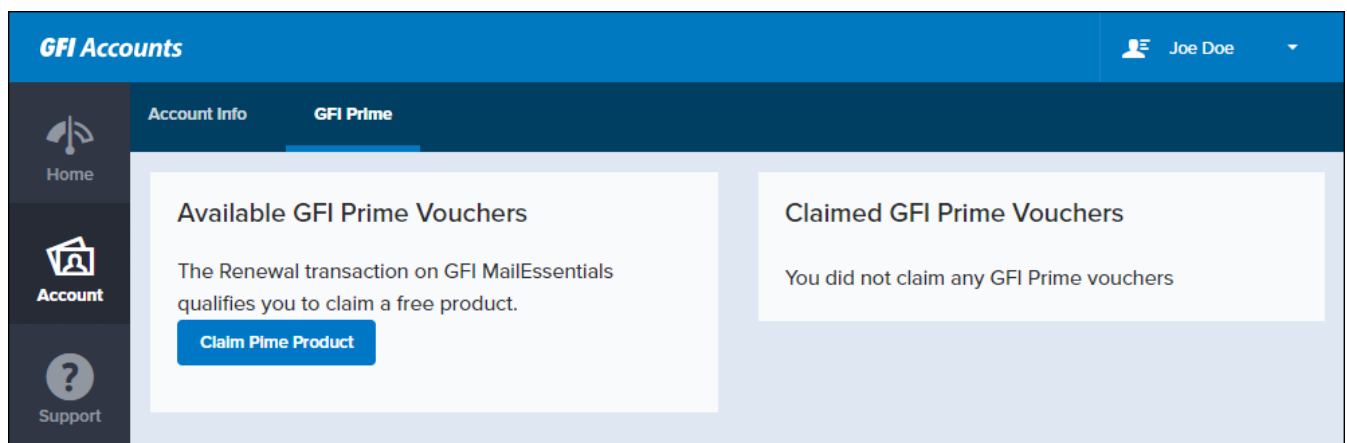 GFI Accounts
Joe Doe
Home
Account
Support
Account Info
GFI Prime
Available GFI Prime Vouchers
The Renewal transaction on GFI MailEssentials
qualifies you to claim a free product.
Claim Pime Product
Claimed GFI Prime Vouchers
You did not claim any GFI Prime vouchers